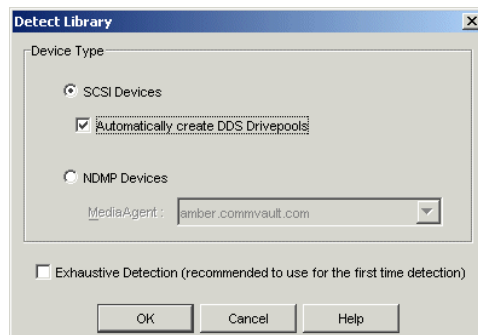 Detect Library
Device Type
SCSI Devices
Automatically create DDS Drivepools
NDMP Devices
MediaAgent : amber.commvault.com
Exhaustive Detection (recommended to use for the first time detection)
OK Cancel Help